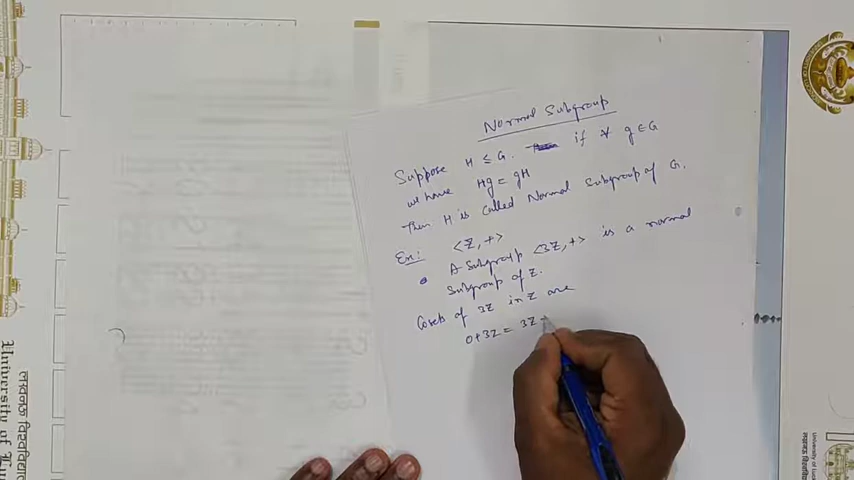 Normal Subgroup
Suppose H ≤ G. if ∀ g ∈ G
we have Hg = gH
Then H is called Normal Subgroup of G.
Ex: <Z, +>
A Subgroup <3Z, +> is a normal
Subgroup of Z.
Cosets of 3Z in Z are
0+3Z = 3Z